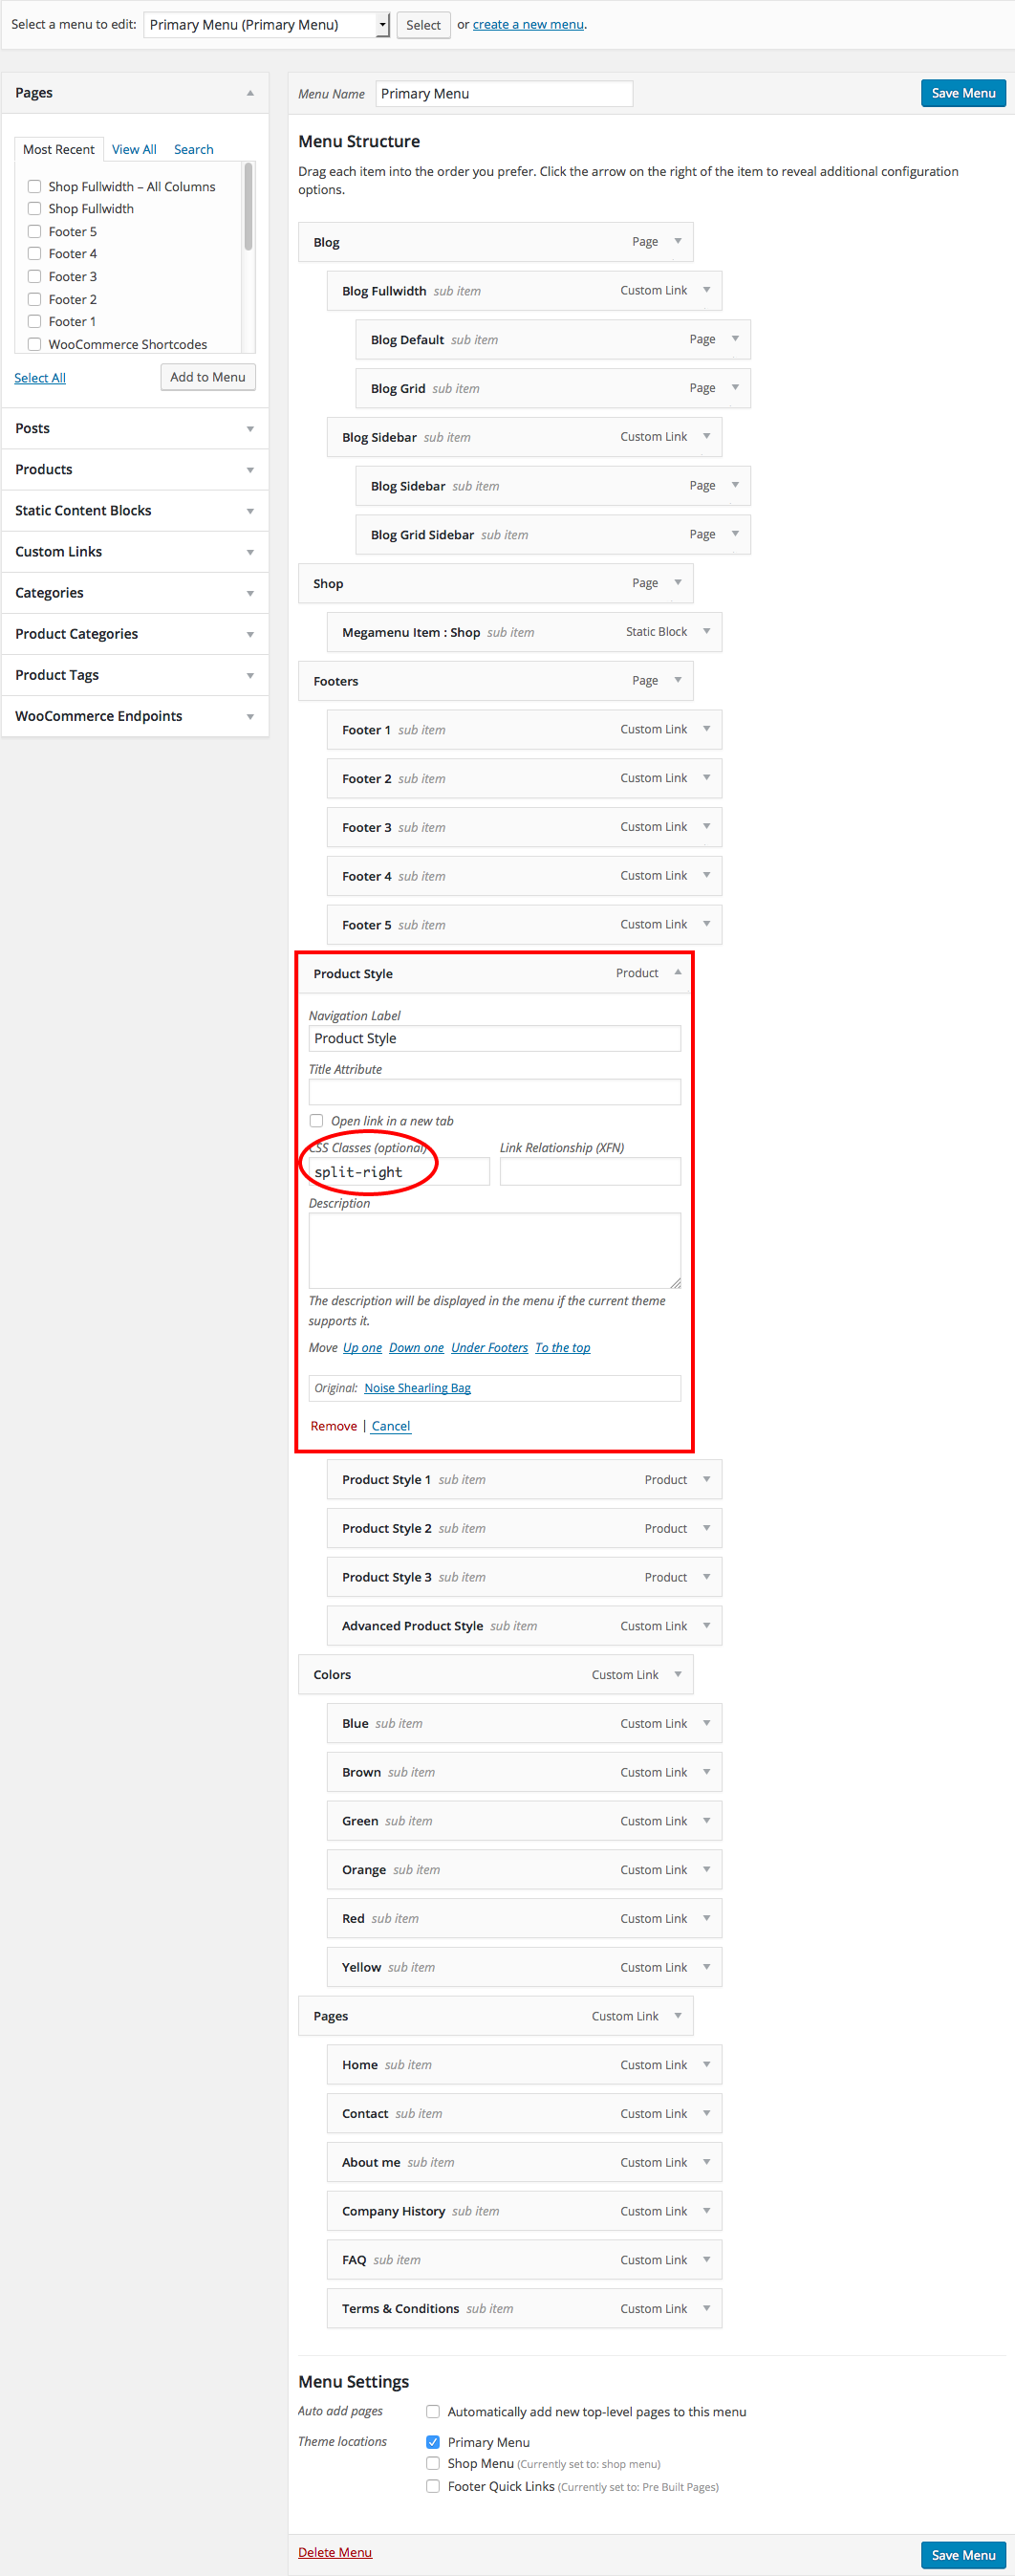 Select a menu to edit: Primary Menu (Primary Menu) Select or create a new menu.
Pages
Most Recent View All Search
Shop Fullwidth – All Columns
Shop Fullwidth
Footer 5
Footer 4
Footer 3
Footer 2
Footer 1
WooCommerce Shortcodes
Select All Add to Menu
Posts
Products
Static Content Blocks
Custom Links
Categories
Product Categories
Product Tags
WooCommerce Endpoints
Menu Name Primary Menu Save Menu
Menu Structure
Drag each item into the order you prefer. Click the arrow on the right of the item to reveal additional configuration
options.
Blog Page
Blog Fullwidth sub item Custom Link
Blog Default sub item Page
Blog Grid sub item Page
Blog Sidebar sub item Custom Link
Blog Sidebar sub item Page
Blog Grid Sidebar sub item Page
Shop Page
Megamenu Item : Shop sub item Static Block
Footers Page
Footer 1 sub item Custom Link
Footer 2 sub item Custom Link
Footer 3 sub item Custom Link
Footer 4 sub item Custom Link
Footer 5 sub item Custom Link
Product Style Product
Navigation Label
Product Style
Title Attribute
Open link in a new tab
CSS Classes (optional) Link Relationship (XFN)
split-right
Description
The description will be displayed in the menu if the current theme
supports it.
Move Up one Down one Under Footers To the top
Original: Noise Shearling Bag
Remove | Cancel
Product Style 1 sub item Product
Product Style 2 sub item Product
Product Style 3 sub item Product
Advanced Product Style sub item Custom Link
Colors Custom Link
Blue sub item Custom Link
Brown sub item Custom Link
Green sub item Custom Link
Orange sub item Custom Link
Red sub item Custom Link
Yellow sub item Custom Link
Pages Custom Link
Home sub item Custom Link
Contact sub item Custom Link
About me sub item Custom Link
Company History sub item Custom Link
FAQ sub item Custom Link
Terms & Conditions sub item Custom Link
Menu Settings
Auto add pages Automatically add new top-level pages to this menu
Theme locations Primary Menu
Shop Menu (Currently set to: shop menu)
Footer Quick Links (Currently set to: Pre Built Pages)
Delete Menu Save Menu